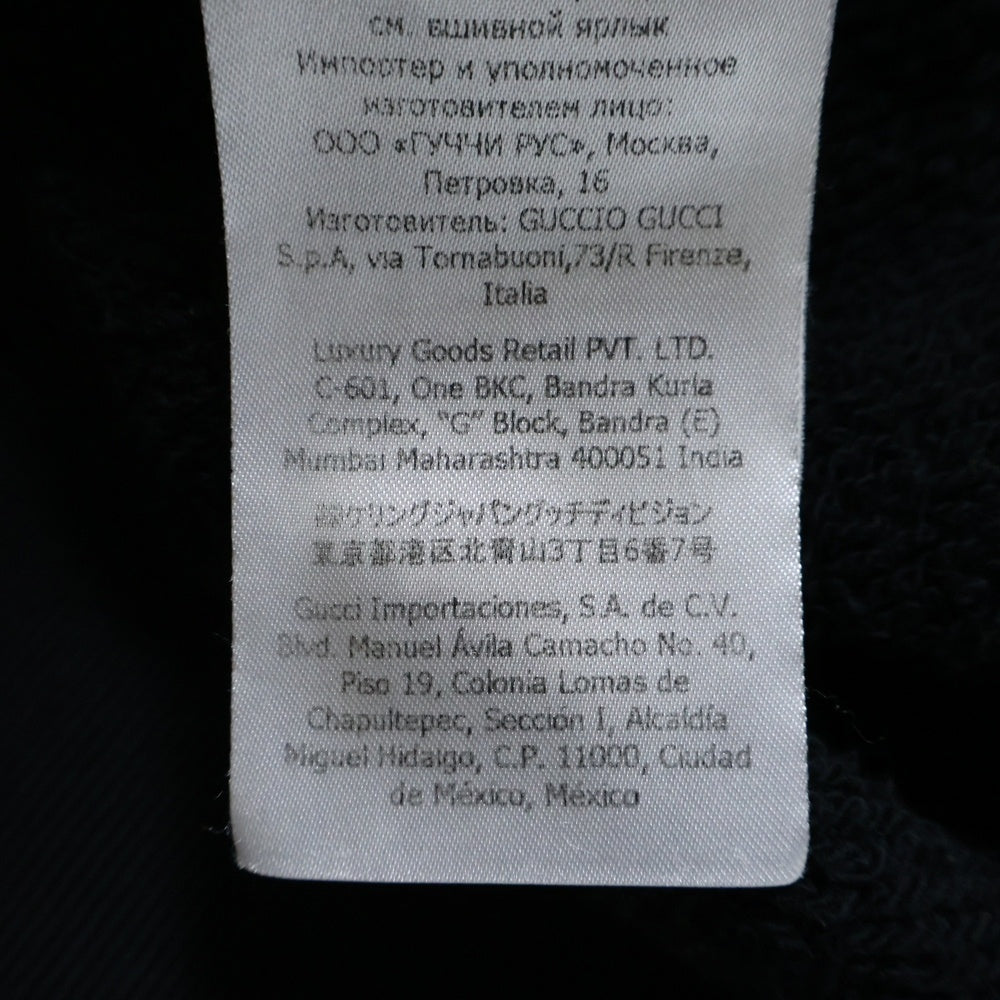 см. вшивной ярлык
Импортер и уполномоченное
изготовителем лицо:
ООО «ГУЧЧИ РУС», Москва,
Петровка, 16
Изготовитель: GUCCIO GUCCI
S.p.A, via Tornabuoni,73/R Firenze,
Italia
Luxury Goods Retail PVT. LTD.
C-601, One BKC, Bandra Kurla
Complex, “G” Block, Bandra (E)
Mumbai Maharashtra 400051 India
㈱ケリングジャパングッチディビジョン
東京都港区北青山3丁目6番7号
Gucci Importaciones, S.A. de C.V.
Blvd. Manuel Ávila Camacho No. 40,
Piso 19, Colonia Lomas de
Chapultepec, Sección I, Alcaldía
Miguel Hidalgo, C.P. 11000, Ciudad
de México, México